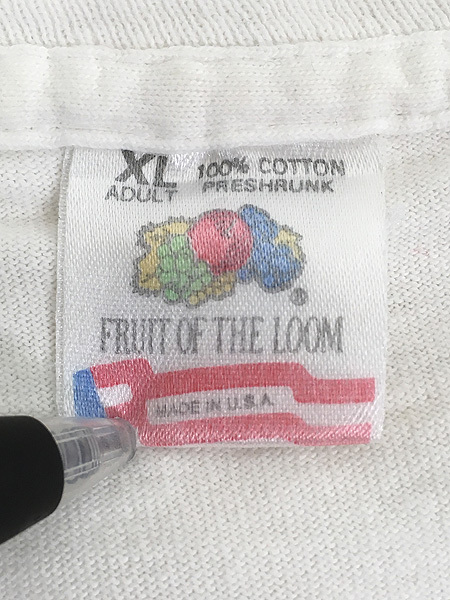 XL 100% COTTON
ADULT PRESHRUNK
®
FRUIT OF THE LOOM
MADE IN U.S.A.